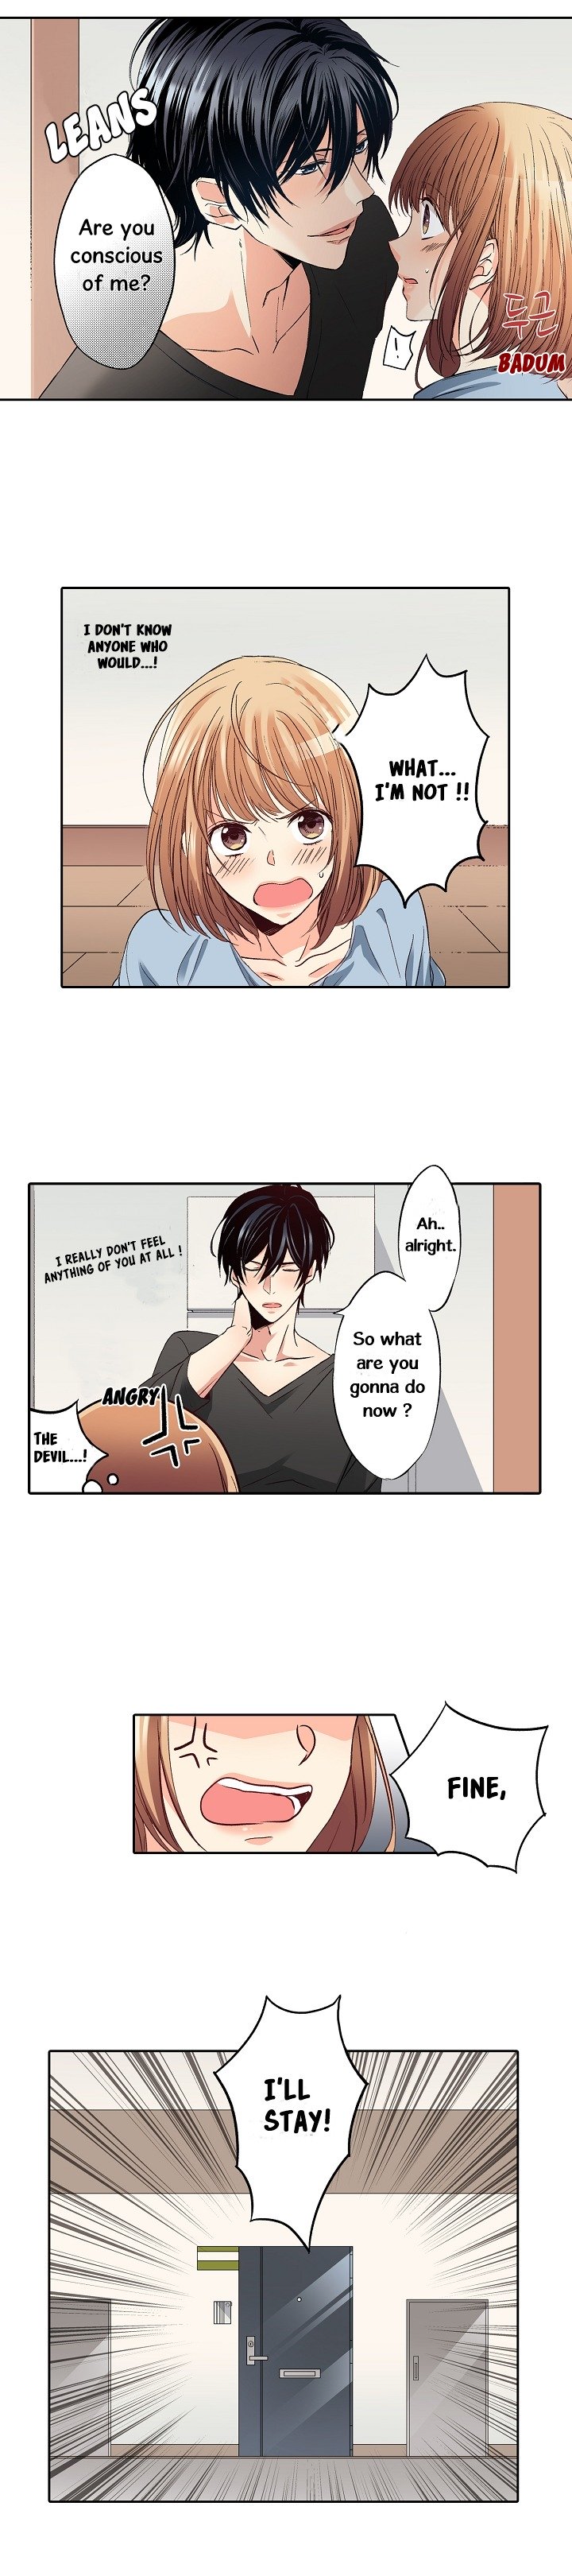 LEANS
Are you
conscious
of me?
!
두근
BADUM
I DON'T KNOW
ANYONE WHO
WOULD...!
WHAT...
I'M NOT !!
Ah..
alright.
I REALLY DON'T FEEL
ANYTHING OF YOU AT ALL !
So what
are you
gonna do
now ?
ANGRY
THE
DEVIL...!
FINE,
I'LL
STAY!